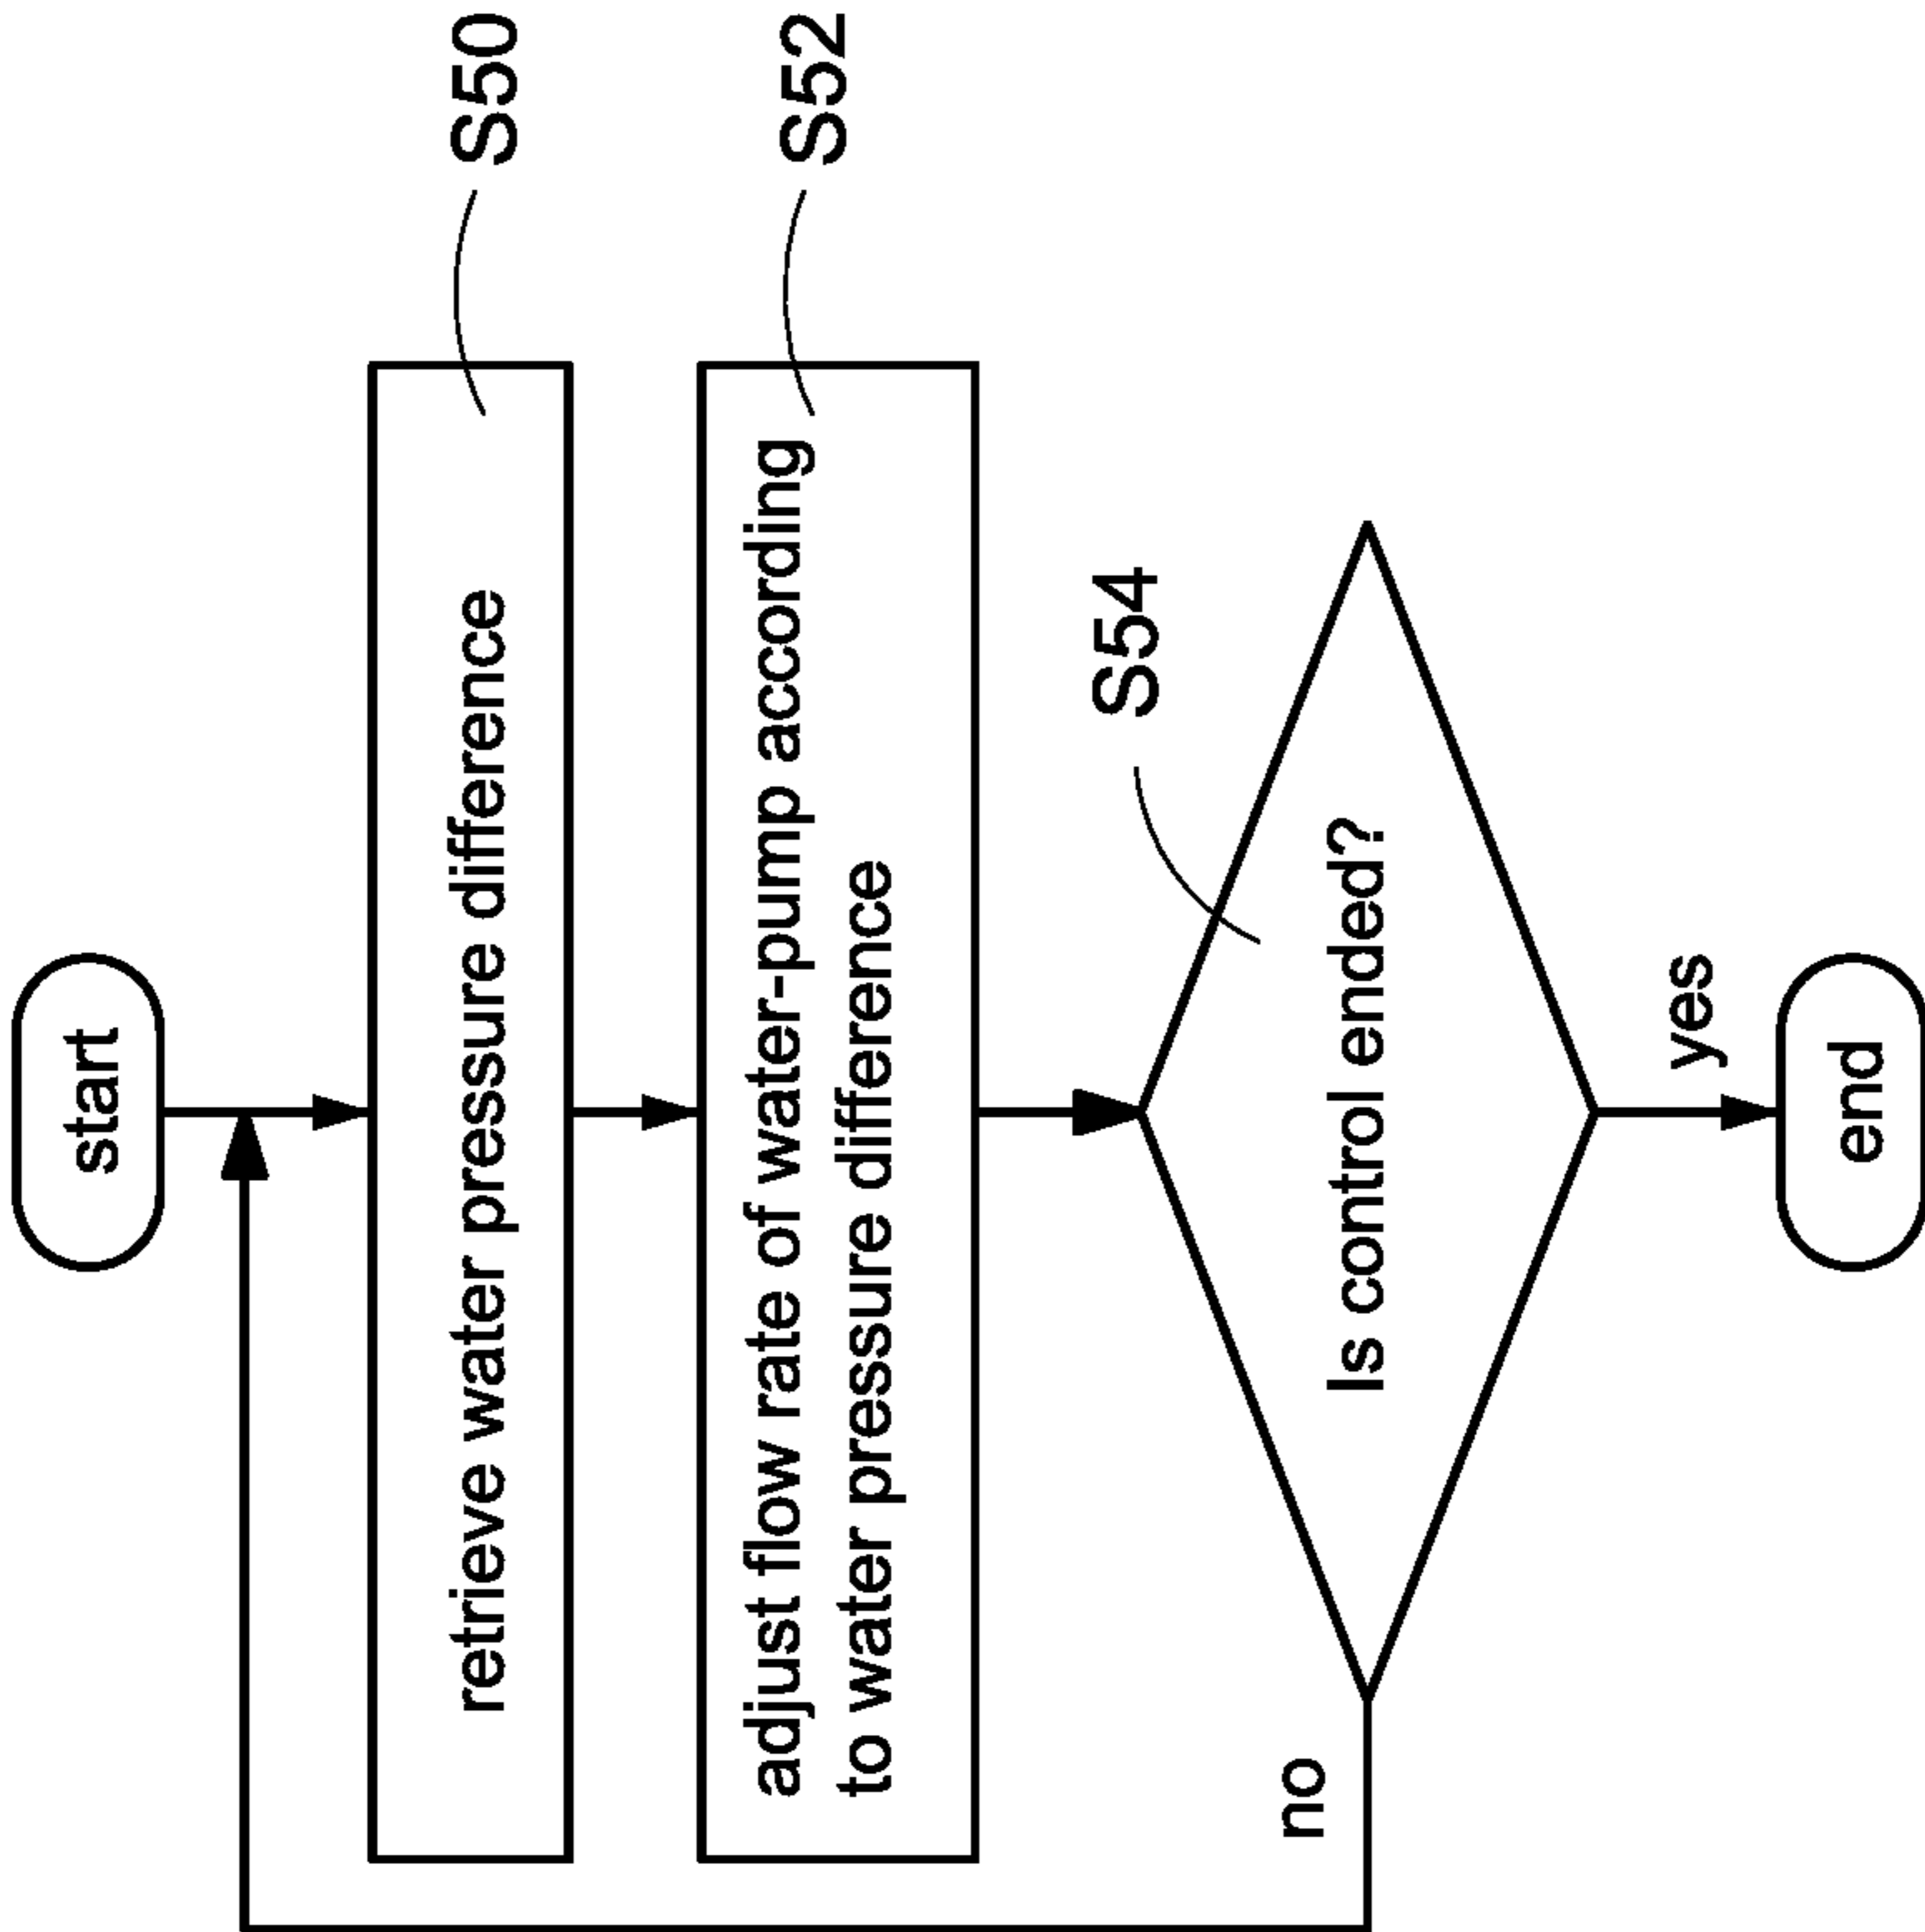 start
retrieve water pressure difference
S50
adjust flow rate of water-pump according
to water pressure difference
S52
S54
Is control ended?
no
yes
end